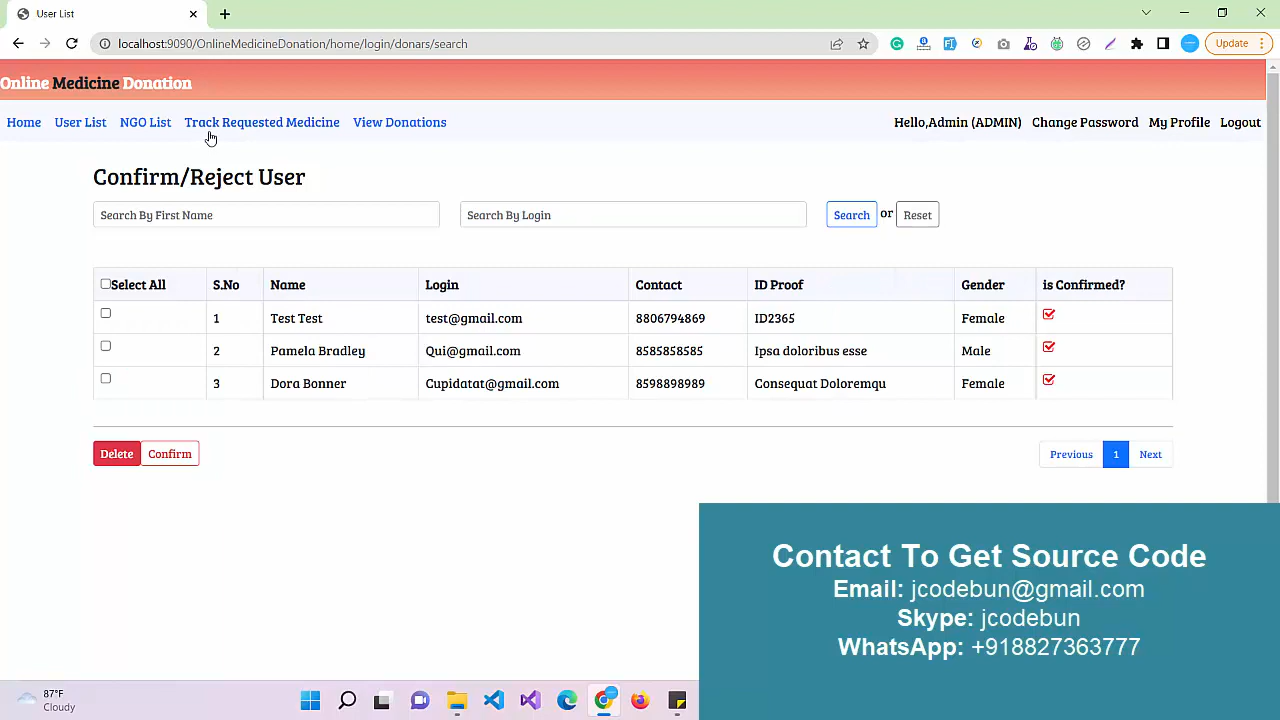 User List
localhost:9090/OnlineMedicineDonation/home/login/donars/search
Update
Online Medicine Donation
Home User List NGO List Track Requested Medicine View Donations Hello,Admin (ADMIN) Change Password My Profile Logout
Confirm/Reject User
Search By First Name Search By Login Search or Reset
Select All S.No Name Login Contact ID Proof Gender is Confirmed?
1 Test Test test@gmail.com 8806794869 ID2365 Female
2 Pamela Bradley Qui@gmail.com 8585858585 Ipsa doloribus esse Male
3 Dora Bonner Cupidatat@gmail.com 8598898989 Consequat Doloremqu Female
Delete Confirm Previous 1 Next
Contact To Get Source Code
Email: jcodebun@gmail.com
Skype: jcodebun
WhatsApp: +918827363777
87°F
Cloudy